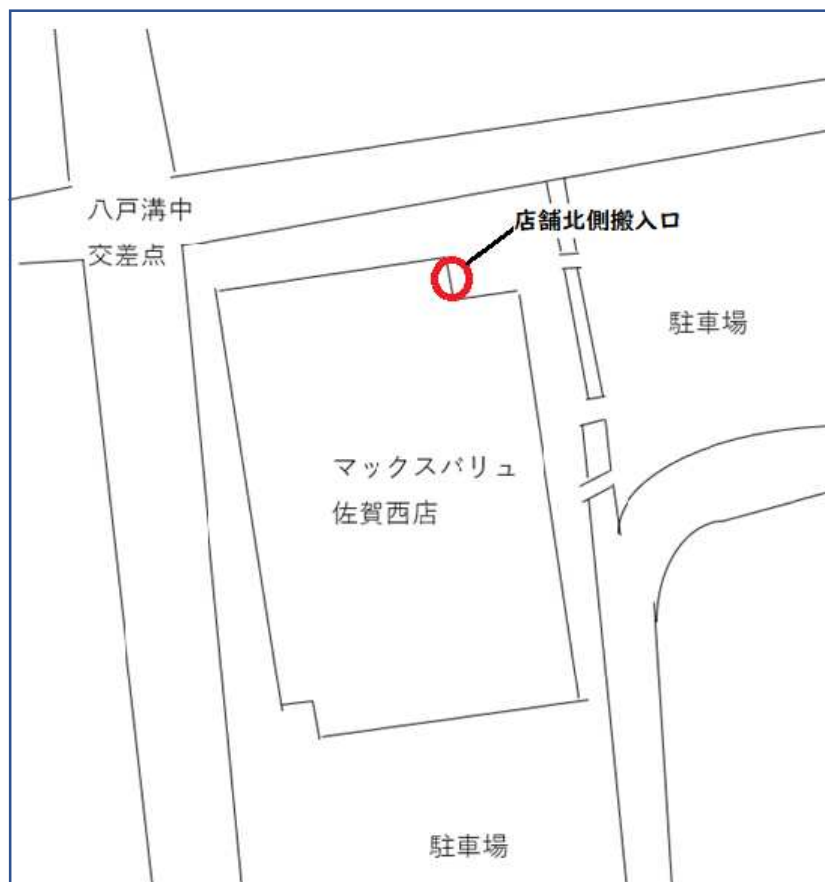 八戸溝中
交差点
店舗北側搬入口
駐車場
マックスバリュ
佐賀西店
駐車場